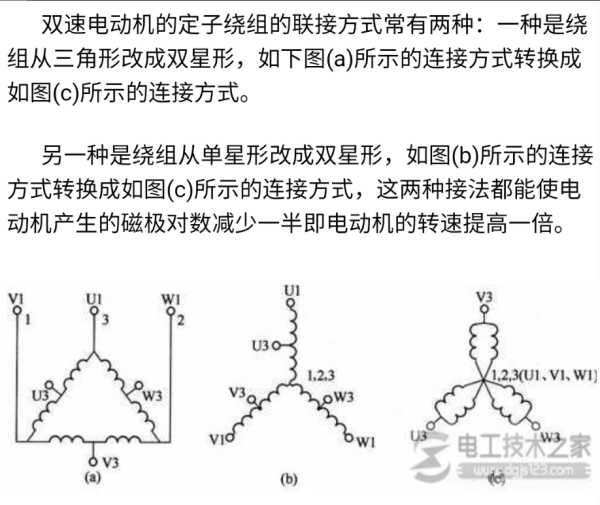 双速电动机的定子绕组的联接方式常有两种：一种是绕
组从三角形改成双星形，如下图(a)所示的连接方式转换成
如图(c)所示的连接方式。
另一种是绕组从单星形改成双星形，如图(b)所示的连接
方式转换成如图(c)所示的连接方式，这两种接法都能使电
动机产生的磁极对数减少一半即电动机的转速提高一倍。
V1 U1 W1
1 3 2
U3 W3
V3
(a)
U1
U3
1,2,3
V3 W3
V1 W1
(b)
V3
1,2,3(U1、V1、W1)
U3 W3
(c)
电工技术之家
www.dgjs123.com